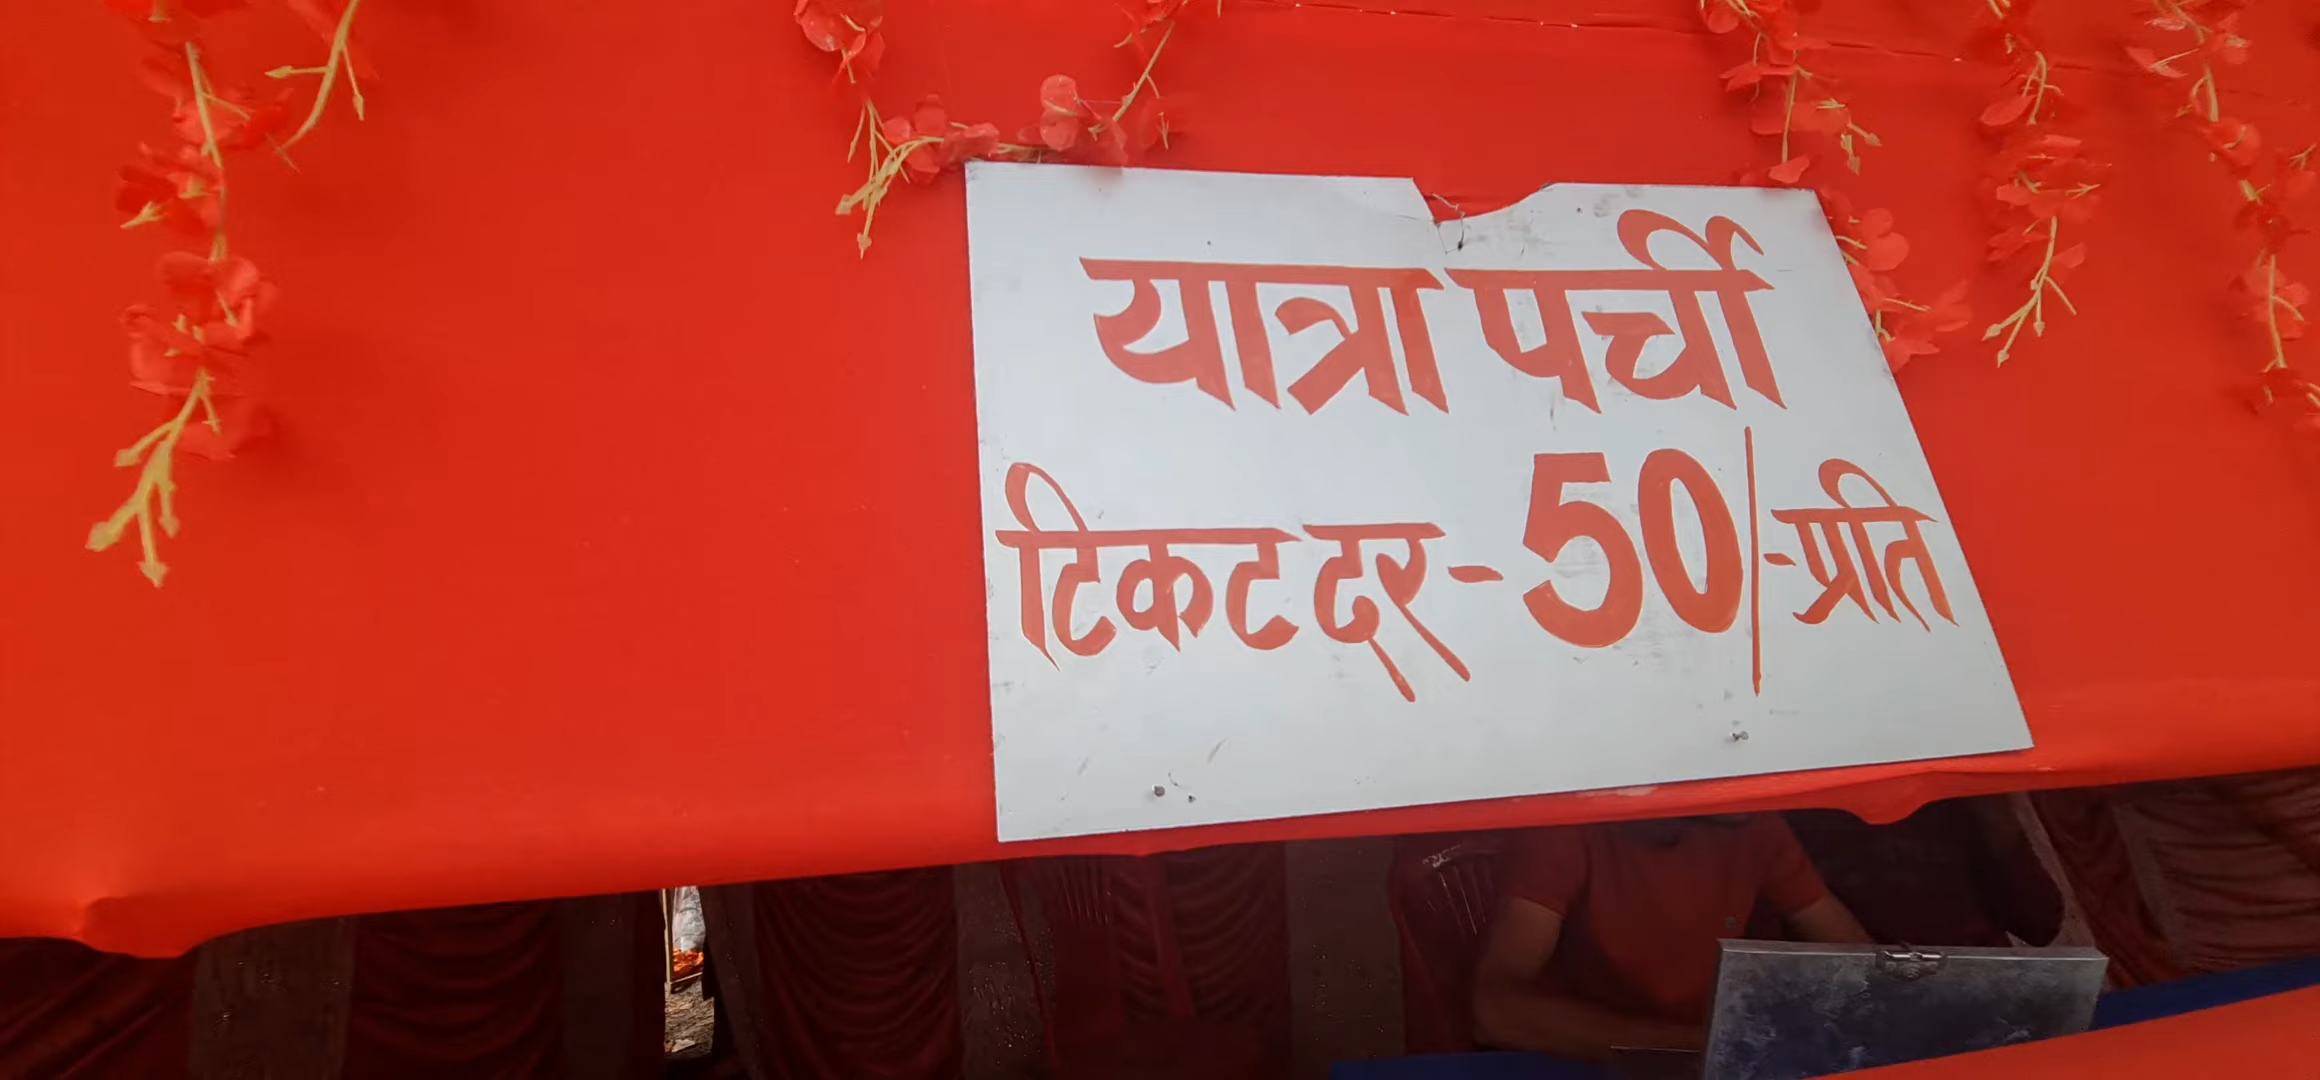 यात्रा पर्ची
टिकट दर - 50/- प्रति